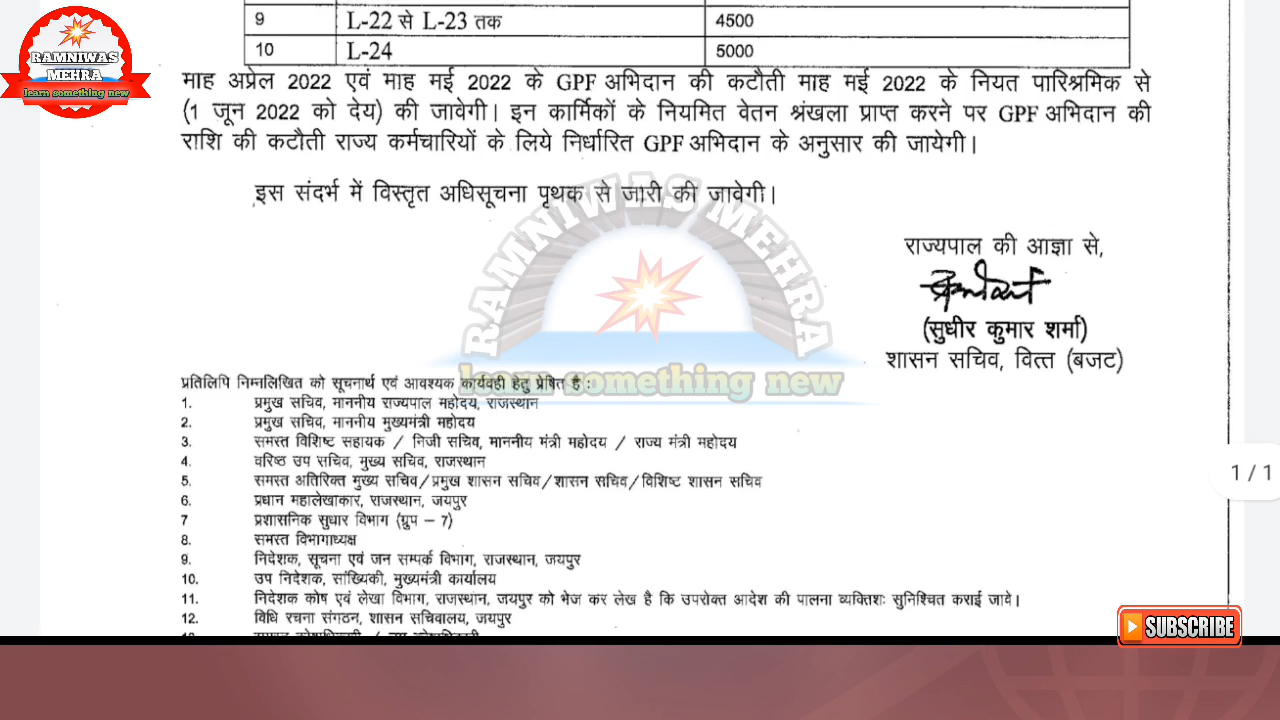 RAMNIWAS
MEHRA
learn something new
9 L-22 से L-23 तक 4500
10 L-24 5000
माह अप्रेल 2022 एवं माह मई 2022 के GPF अभिदान की कटौती माह मई 2022 के नियत पारिश्रमिक से
(1 जून 2022 को देय) की जावेगी। इन कार्मिकों के नियमित वेतन श्रंखला प्राप्त करने पर GPF अभिदान की
राशि की कटौती राज्य कर्मचारियों के लिये निर्धारित GPF अभिदान के अनुसार की जायेगी।
इस संदर्भ में विस्तृत अधिसूचना पृथक से जारी की जावेगी।
RAMNIWAS MEHRA
learn something new
राज्यपाल की आज्ञा से,
(सुधीर कुमार शर्मा)
शासन सचिव, वित्त (बजट)
प्रतिलिपि निम्नलिखित को सूचनार्थ एवं आवश्यक कार्यवही हेतु प्रेषित है :
1. प्रमुख सचिव, माननीय राज्यपाल महोदय, राजस्थान
2. प्रमुख सचिव, माननीय मुख्यमंत्री महोदय
3. समस्त विशिष्ट सहायक / निजी सचिव, माननीय मंत्री महोदय / राज्य मंत्री महोदय
4. वरिष्ठ उप सचिव, मुख्य सचिव, राजस्थान
5. समस्त अतिरिक्त मुख्य सचिव/प्रमुख शासन सचिव/शासन सचिव/विशिष्ट शासन सचिव
6. प्रधान महालेखाकार, राजस्थान, जयपुर
7 प्रशासनिक सुधार विभाग (ग्रुप – 7)
8. समस्त विभागाध्यक्ष
9. निदेशक, सूचना एवं जन सम्पर्क विभाग, राजस्थान, जयपुर
10. उप निदेशक, सांख्यिकी, मुख्यमंत्री कार्यालय
11. निदेशक कोष एवं लेखा विभाग, राजस्थान, जयपुर को भेज कर लेख है कि उपरोक्त आदेश की पालना व्यक्तिशः सुनिश्चित कराई जावे।
12. विधि रचना संगठन, शासन सचिवालय, जयपुर
1 / 1
SUBSCRIBE